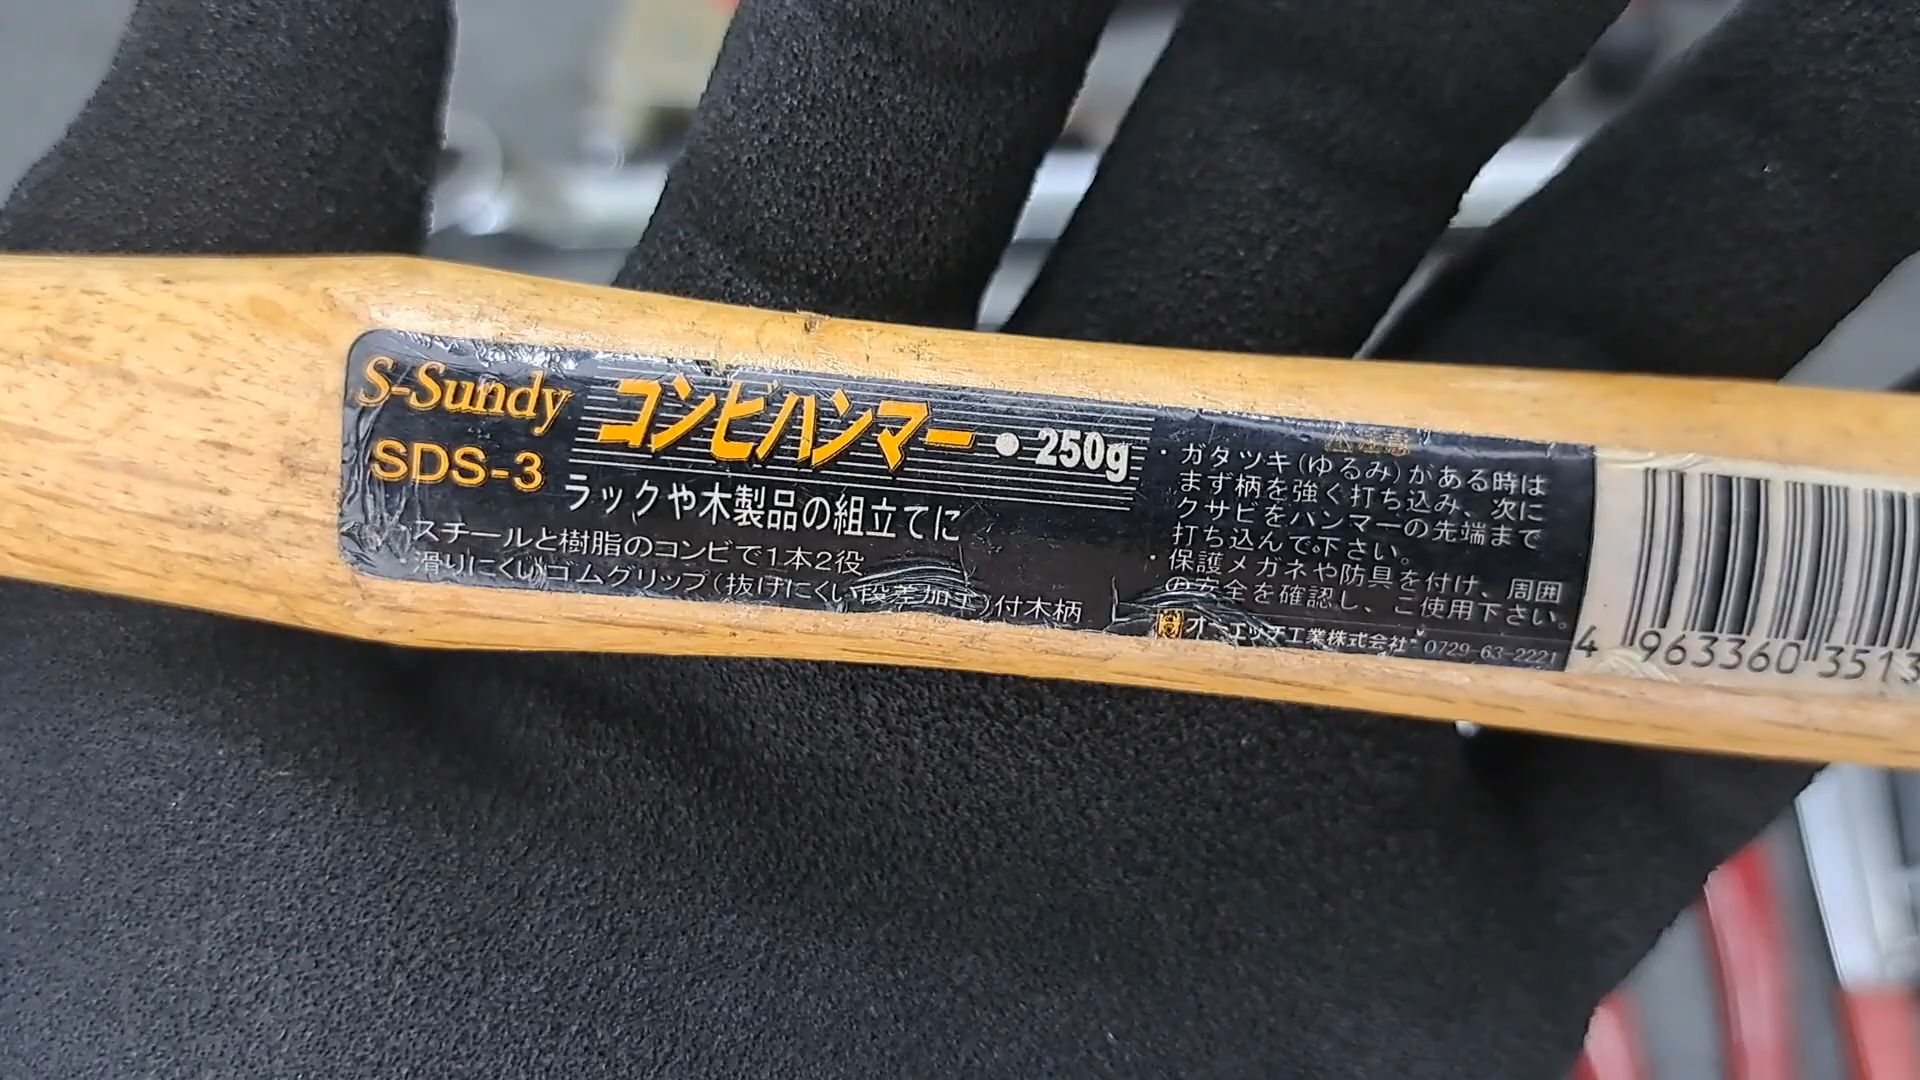 S-Sundy コンビハンマー ● 250g
SDS-3
ラックや木製品の組立てに
スチールと樹脂のコンビで1本2役
・滑りにくいゴムグリップ(抜けにくい段差加工)付木柄
⚠注意
・ガタツキ(ゆるみ)がある時は
まず柄を強く打ち込み、次に
クサビをハンマーの先端まで
打ち込んで下さい。
・保護メガネや防具を付け、周囲
の安全を確認し、ご使用下さい。
オーエッチ工業株式会社 0729-63-2221
4 963360 3513